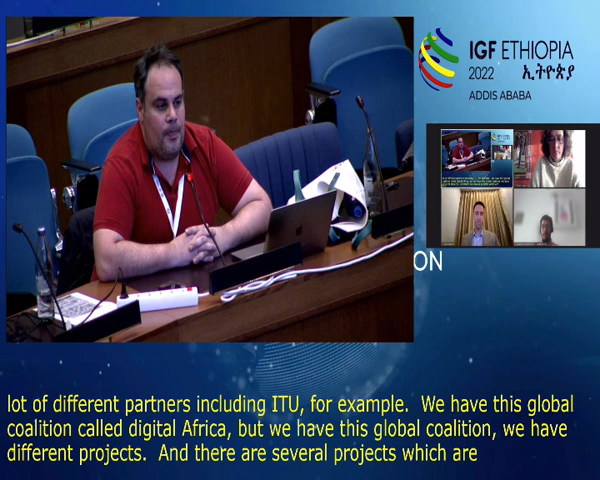 IGF ETHIOPIA
2022 ኢትዮጵያ
ADDIS ABABA
ON
lot of different partners including ITU, for example.  We have this global
coalition called digital Africa, but we have this global coalition, we have
different projects.  And there are several projects which are